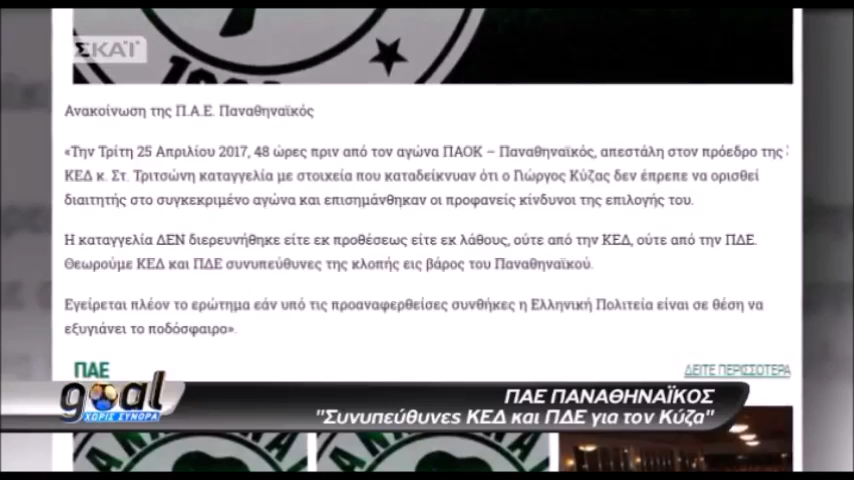 ΣΚΑΪ
Ανακοίνωση της Π.Α.Ε. Παναθηναϊκός
«Την Τρίτη 25 Απριλίου 2017, 48 ώρες πριν από τον αγώνα ΠΑΟΚ – Παναθηναϊκός, απεστάλη στον πρόεδρο της
ΚΕΔ κ. Στ. Τριτσώνη καταγγελία με στοιχεία που καταδείκνυαν ότι ο Γιώργος Κύζας δεν έπρεπε να ορισθεί
διαιτητής στο συγκεκριμένο αγώνα και επισημάνθηκαν οι προφανείς κίνδυνοι της επιλογής του.
Η καταγγελία ΔΕΝ διερευνήθηκε είτε εκ προθέσεως είτε εκ λάθους, ούτε από την ΚΕΔ, ούτε από την ΠΔΕ.
Θεωρούμε ΚΕΔ και ΠΔΕ συνυπεύθυνες της κλοπής εις βάρος του Παναθηναϊκού.
Εγείρεται πλέον το ερώτημα εάν υπό τις προαναφερθείσες συνθήκες η Ελληνική Πολιτεία είναι σε θέση να
εξυγιάνει το ποδόσφαιρο».
ΠΑΕ
ΔΕΙΤΕ ΠΕΡΙΣΣΟΤΕΡΑ
goal
ΧΩΡΙΣ ΣΥΝΟΡΑ
ΠΑΕ ΠΑΝΑΘΗΝΑΪΚΟΣ
"Συνυπεύθυνες ΚΕΔ και ΠΔΕ για τον Κύζα"